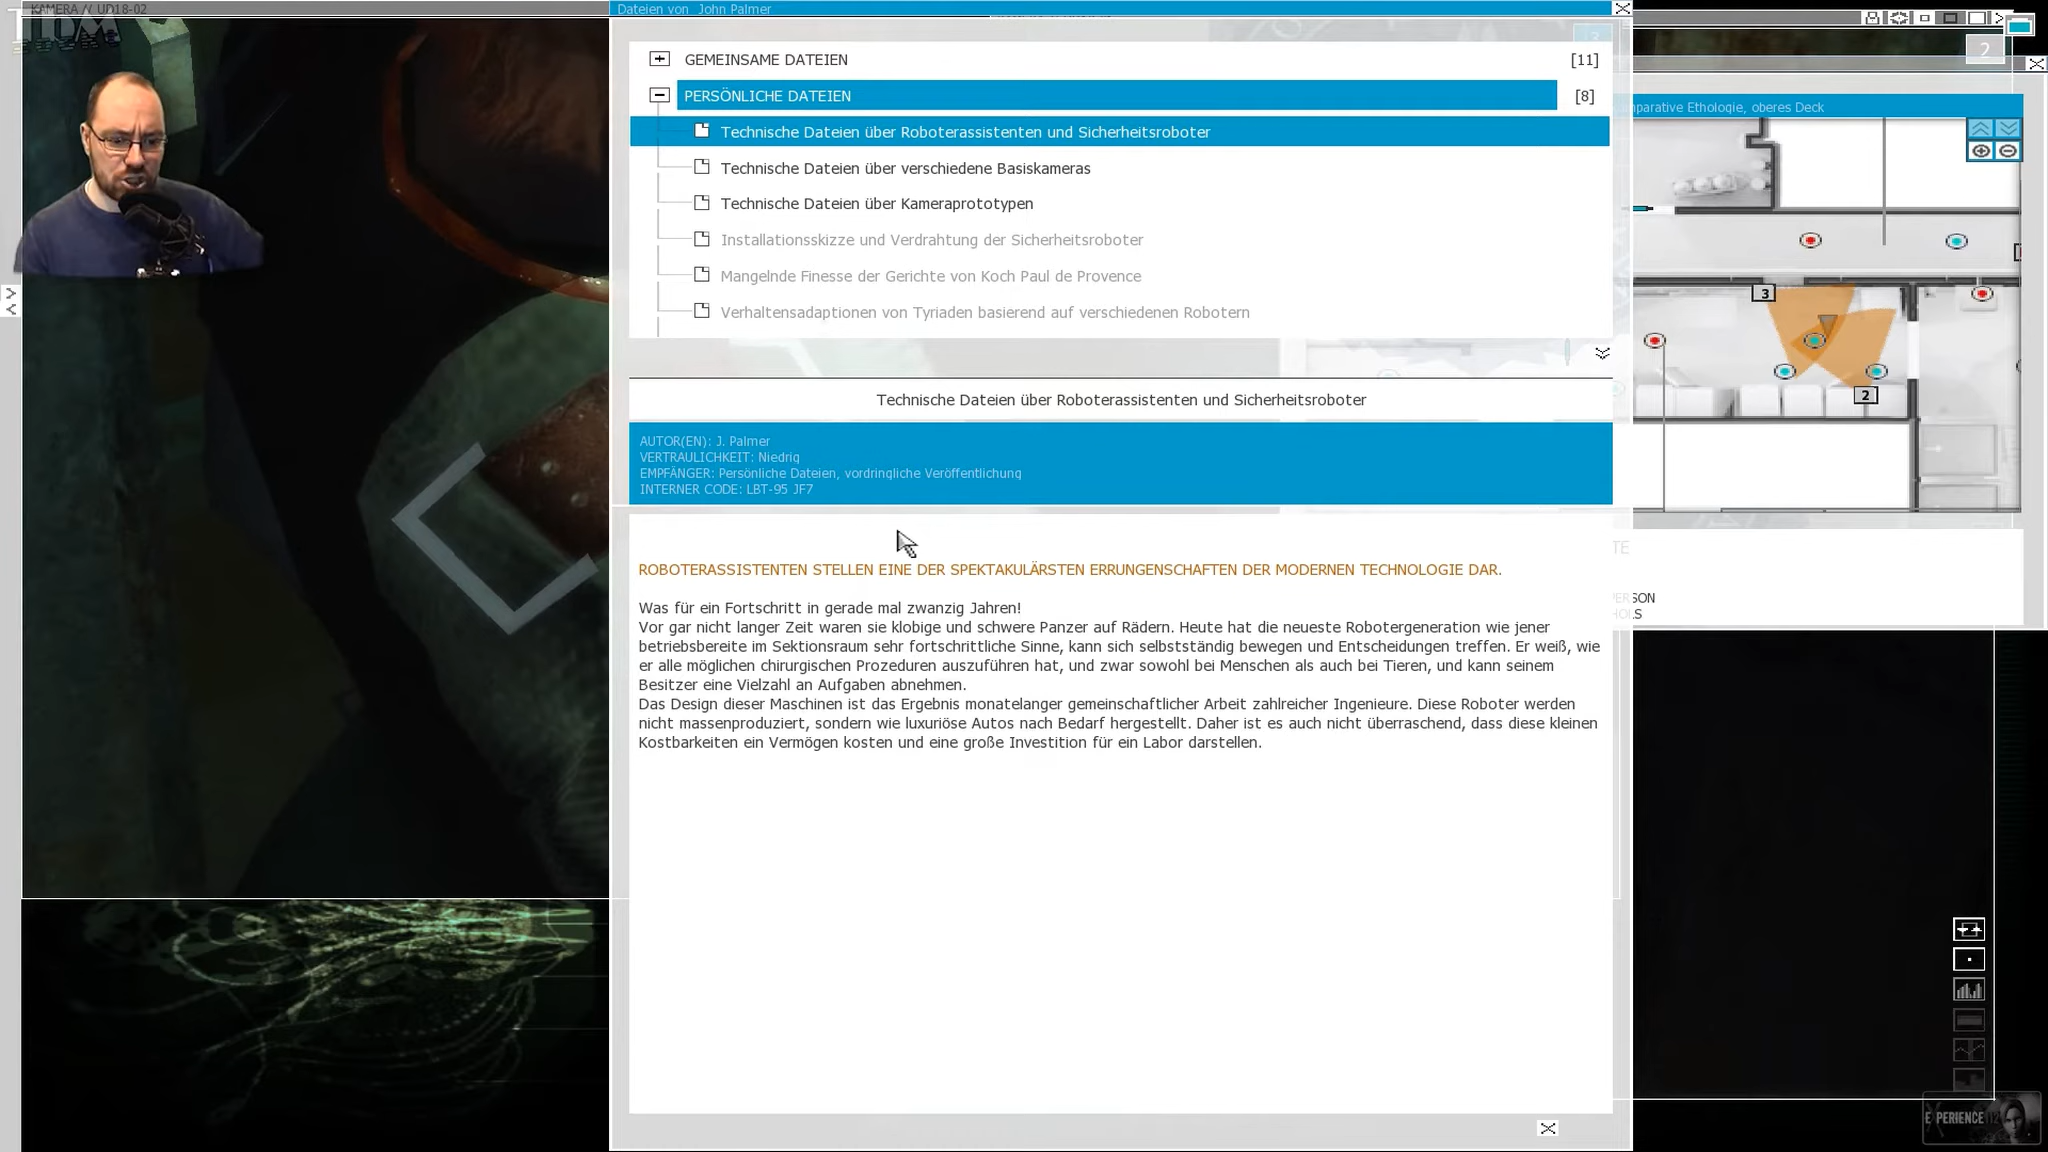 KAMERA // UD18-02
Dateien von John Palmer
GEMEINSAME DATEIEN [11]
PERSÖNLICHE DATEIEN [8]
Technische Dateien über Roboterassistenten und Sicherheitsroboter
Technische Dateien über verschiedene Basiskameras
Technische Dateien über Kameraprototypen
Installationsskizze und Verdrahtung der Sicherheitsroboter
Mangelnde Finesse der Gerichte von Koch Paul de Provence
Verhaltensadaptionen von Tyriaden basierend auf verschiedenen Robotern
Technische Dateien über Roboterassistenten und Sicherheitsroboter
AUTOR(EN): J. Palmer
VERTRAULICHKEIT: Niedrig
EMPFÄNGER: Persönliche Dateien, vordringliche Veröffentlichung
INTERNER CODE: LBT-95 JF7
ROBOTERASSISTENTEN STELLEN EINE DER SPEKTAKULÄRSTEN ERRUNGENSCHAFTEN DER MODERNEN TECHNOLOGIE DAR.
Was für ein Fortschritt in gerade mal zwanzig Jahren!
Vor gar nicht langer Zeit waren sie klobige und schwere Panzer auf Rädern. Heute hat die neueste Robotergeneration wie jener
betriebsbereite im Sektionsraum sehr fortschrittliche Sinne, kann sich selbstständig bewegen und Entscheidungen treffen. Er weiß, wie
er alle möglichen chirurgischen Prozeduren auszuführen hat, und zwar sowohl bei Menschen als auch bei Tieren, und kann seinem
Besitzer eine Vielzahl an Aufgaben abnehmen.
Das Design dieser Maschinen ist das Ergebnis monatelanger gemeinschaftlicher Arbeit zahlreicher Ingenieure. Diese Roboter werden
nicht massenproduziert, sondern wie luxuriöse Autos nach Bedarf hergestellt. Daher ist es auch nicht überraschend, dass diese kleinen
Kostbarkeiten ein Vermögen kosten und eine große Investition für ein Labor darstellen.
2
mparative Ethologie, oberes Deck
3
2
TE
ERSON
HOLS
EXPERIENCE112